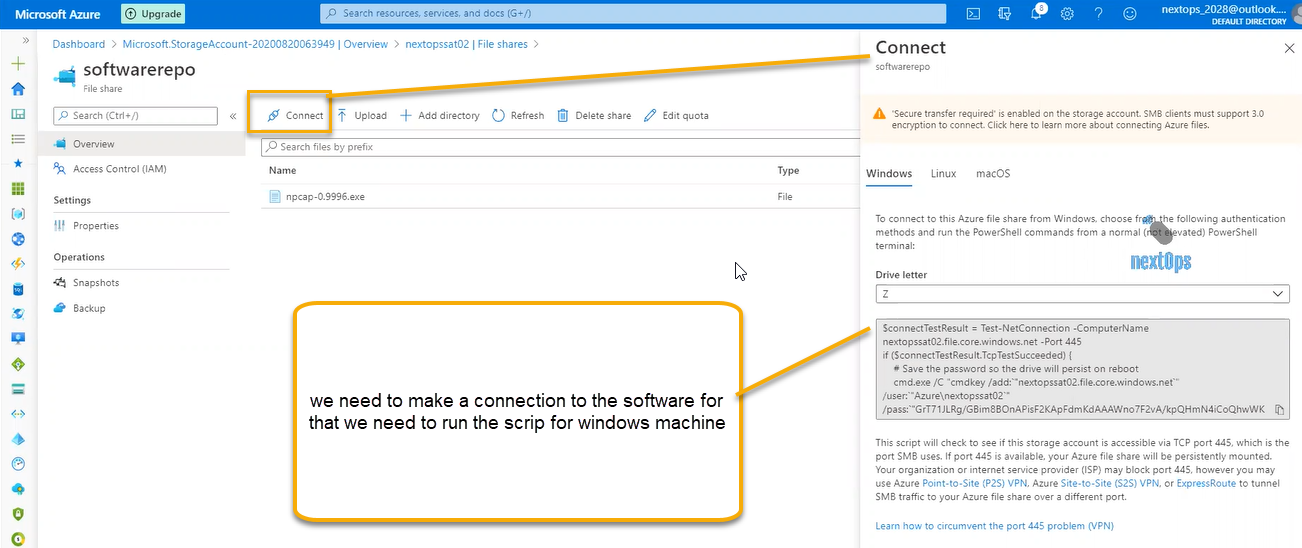 Microsoft Azure
Upgrade
Search resources, services, and docs (G+/)
8
nextops_2028@outlook....
DEFAULT DIRECTORY
Dashboard > Microsoft.StorageAccount-20200820063949 | Overview > nextopssat02 | File shares >
softwarerepo
File share
Search (Ctrl+/)
Overview
Access Control (IAM)
Settings
Properties
Operations
Snapshots
Backup
Connect
Upload
Add directory
Refresh
Delete share
Edit quota
Search files by prefix
Name Type
npcap-0.9996.exe File
we need to make a connection to the software for
that we need to run the scrip for windows machine
Connect
softwarerepo
'Secure transfer required' is enabled on the storage account. SMB clients must support 3.0
encryption to connect. Click here to learn more about connecting Azure files.
Windows Linux macOS
To connect to this Azure file share from Windows, choose from the following authentication
methods and run the PowerShell commands from a normal (not elevated) PowerShell
terminal:
nextOps
Drive letter
Z
$connectTestResult = Test-NetConnection -ComputerName
nextopssat02.file.core.windows.net -Port 445
if ($connectTestResult.TcpTestSucceeded) {
# Save the password so the drive will persist on reboot
cmd.exe /C "cmdkey /add:`"nextopssat02.file.core.windows.net`"
/user:`"Azure\nextopssat02`"
/pass:`"GrT71JLRg/GBim8BOnAPisF2KApFdmKdAAAWno7F2vA/kpQHmN4iCoQhwWK
This script will check to see if this storage account is accessible via TCP port 445, which is the
port SMB uses. If port 445 is available, your Azure file share will be persistently mounted.
Your organization or internet service provider (ISP) may block port 445, however you may
use Azure Point-to-Site (P2S) VPN, Azure Site-to-Site (S2S) VPN, or ExpressRoute to tunnel
SMB traffic to your Azure file share over a different port.
Learn how to circumvent the port 445 problem (VPN)